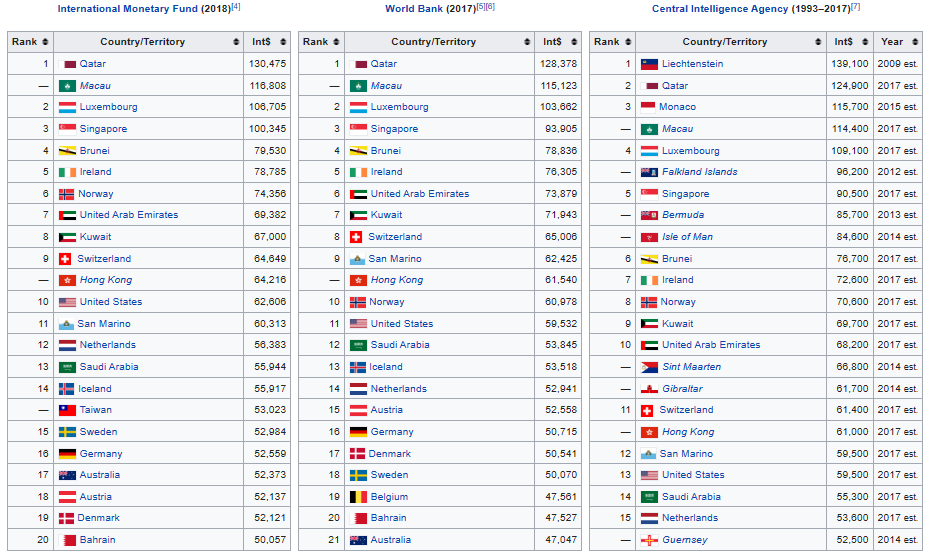 International Monetary Fund (2018)[4]
Rank Country/Territory Int$
1 Qatar 130,475
— Macau 116,808
2 Luxembourg 106,705
3 Singapore 100,345
4 Brunei 79,530
5 Ireland 78,785
6 Norway 74,356
7 United Arab Emirates 69,382
8 Kuwait 67,000
9 Switzerland 64,649
— Hong Kong 64,216
10 United States 62,606
11 San Marino 60,313
12 Netherlands 56,383
13 Saudi Arabia 55,944
14 Iceland 55,917
— Taiwan 53,023
15 Sweden 52,984
16 Germany 52,559
17 Australia 52,373
18 Austria 52,137
19 Denmark 52,121
20 Bahrain 50,057
World Bank (2017)[5][6]
Rank Country/Territory Int$
1 Qatar 128,378
— Macau 115,123
2 Luxembourg 103,662
3 Singapore 93,905
4 Brunei 78,836
5 Ireland 76,305
6 United Arab Emirates 73,879
7 Kuwait 71,943
8 Switzerland 65,006
9 San Marino 62,425
— Hong Kong 61,540
10 Norway 60,978
11 United States 59,532
12 Saudi Arabia 53,845
13 Iceland 53,518
14 Netherlands 52,941
15 Austria 52,558
16 Germany 50,715
17 Denmark 50,541
18 Sweden 50,070
19 Belgium 47,561
20 Bahrain 47,527
21 Australia 47,047
Central Intelligence Agency (1993–2017)[7]
Rank Country/Territory Int$ Year
1 Liechtenstein 139,100 2009 est.
2 Qatar 124,900 2017 est.
3 Monaco 115,700 2015 est.
— Macau 114,400 2017 est.
4 Luxembourg 109,100 2017 est.
— Falkland Islands 96,200 2012 est.
5 Singapore 90,500 2017 est.
— Bermuda 85,700 2013 est.
— Isle of Man 84,600 2014 est.
6 Brunei 76,700 2017 est.
7 Ireland 72,600 2017 est.
8 Norway 70,600 2017 est.
9 Kuwait 69,700 2017 est.
10 United Arab Emirates 68,200 2017 est.
— Sint Maarten 66,800 2014 est.
— Gibraltar 61,700 2014 est.
11 Switzerland 61,400 2017 est.
— Hong Kong 61,000 2017 est.
12 San Marino 59,500 2017 est.
13 United States 59,500 2017 est.
14 Saudi Arabia 55,300 2017 est.
15 Netherlands 53,600 2017 est.
— Guernsey 52,500 2014 est.